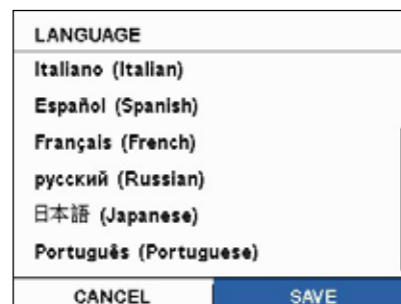 LANGUAGE
Italiano (Italian)
Español (Spanish)
Français (French)
русский (Russian)
日本語 (Japanese)
Português (Portuguese)
CANCEL SAVE